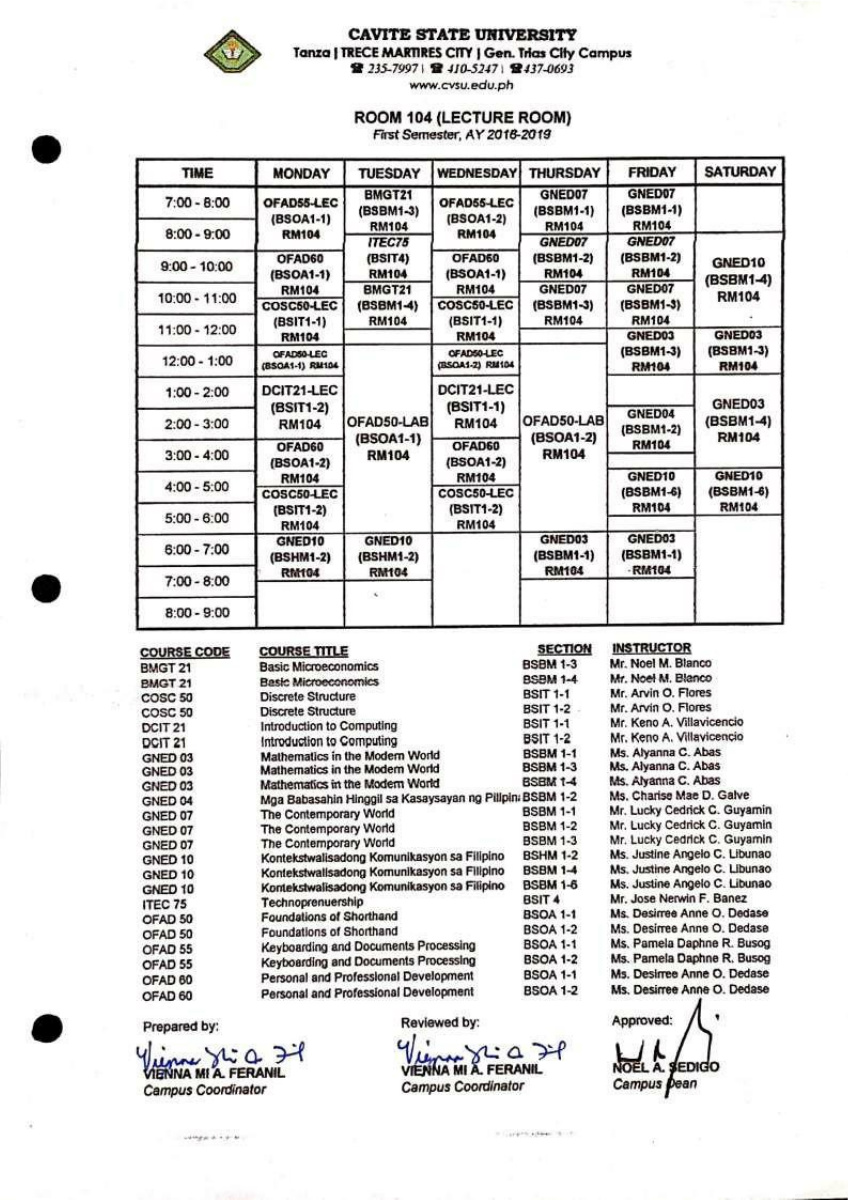 CAVITE STATE UNIVERSITY
Tanza | TRECE MARTIRES CITY | Gen. Trias City Campus
☎ 235-7997 | ☎ 410-5247 | ☎ 437-0693
www.cvsu.edu.ph
ROOM 104 (LECTURE ROOM)
First Semester, AY 2018-2019
TIME MONDAY TUESDAY WEDNESDAY THURSDAY FRIDAY SATURDAY
7:00 - 8:00
8:00 - 9:00
9:00 - 10:00
10:00 - 11:00
11:00 - 12:00
12:00 - 1:00
1:00 - 2:00
2:00 - 3:00
3:00 - 4:00
4:00 - 5:00
5:00 - 6:00
6:00 - 7:00
7:00 - 8:00
8:00 - 9:00
OFAD55-LEC
(BSOA1-1)
RM104
OFAD60
(BSOA1-1)
RM104
COSC50-LEC
(BSIT1-1)
RM104
OFAD50-LEC
(BSOA1-1) RM104
DCIT21-LEC
(BSIT1-2)
RM104
OFAD60
(BSOA1-2)
RM104
COSC50-LEC
(BSIT1-2)
RM104
GNED10
(BSHM1-2)
RM104
BMGT21
(BSBM1-3)
RM104
ITEC75
(BSIT4)
RM104
BMGT21
(BSBM1-4)
RM104
OFAD50-LAB
(BSOA1-1)
RM104
GNED10
(BSHM1-2)
RM104
OFAD55-LEC
(BSOA1-2)
RM104
OFAD60
(BSOA1-1)
RM104
COSC50-LEC
(BSIT1-1)
RM104
OFAD50-LEC
(BSOA1-2) RM104
DCIT21-LEC
(BSIT1-1)
RM104
OFAD60
(BSOA1-2)
RM104
COSC50-LEC
(BSIT1-2)
RM104
GNED07
(BSBM1-1)
RM104
GNED07
(BSBM1-2)
RM104
GNED07
(BSBM1-3)
RM104
OFAD50-LAB
(BSOA1-2)
RM104
GNED03
(BSBM1-1)
RM104
GNED07
(BSBM1-1)
RM104
GNED07
(BSBM1-2)
RM104
GNED07
(BSBM1-3)
RM104
GNED03
(BSBM1-3)
RM104
GNED04
(BSBM1-2)
RM104
GNED10
(BSBM1-6)
RM104
GNED03
(BSBM1-1)
RM104
GNED10
(BSBM1-4)
RM104
GNED03
(BSBM1-3)
RM104
GNED03
(BSBM1-4)
RM104
GNED10
(BSBM1-6)
RM104
COURSE CODE COURSE TITLE SECTION INSTRUCTOR
BMGT 21 Basic Microeconomics BSBM 1-3 Mr. Noel M. Blanco
BMGT 21 Basic Microeconomics BSBM 1-4 Mr. Noel M. Blanco
COSC 50 Discrete Structure BSIT 1-1 Mr. Arvin O. Flores
COSC 50 Discrete Structure BSIT 1-2 Mr. Arvin O. Flores
DCIT 21 Introduction to Computing BSIT 1-1 Mr. Keno A. Villavicencio
DCIT 21 Introduction to Computing BSIT 1-2 Mr. Keno A. Villavicencio
GNED 03 Mathematics in the Modern World BSBM 1-1 Ms. Alyanna C. Abas
GNED 03 Mathematics in the Modern World BSBM 1-3 Ms. Alyanna C. Abas
GNED 03 Mathematics in the Modern World BSBM 1-4 Ms. Alyanna C. Abas
GNED 04 Mga Babasahin Hinggil sa Kasaysayan ng Pilipina BSBM 1-2 Ms. Charise Mae D. Galve
GNED 07 The Contemporary World BSBM 1-1 Mr. Lucky Cedrick C. Guyamin
GNED 07 The Contemporary World BSBM 1-2 Mr. Lucky Cedrick C. Guyamin
GNED 07 The Contemporary World BSBM 1-3 Mr. Lucky Cedrick C. Guyamin
GNED 10 Kontekstwalisadong Komunikasyon sa Filipino BSHM 1-2 Ms. Justine Angelo C. Libunao
GNED 10 Kontekstwalisadong Komunikasyon sa Filipino BSBM 1-4 Ms. Justine Angelo C. Libunao
GNED 10 Kontekstwalisadong Komunikasyon sa Filipino BSBM 1-6 Ms. Justine Angelo C. Libunao
ITEC 75 Technoprenuership BSIT 4 Mr. Jose Nerwin F. Banez
OFAD 50 Foundations of Shorthand BSOA 1-1 Ms. Desirree Anne O. Dedase
OFAD 50 Foundations of Shorthand BSOA 1-2 Ms. Desirree Anne O. Dedase
OFAD 55 Keyboarding and Documents Processing BSOA 1-1 Ms. Pamela Daphne R. Busog
OFAD 55 Keyboarding and Documents Processing BSOA 1-2 Ms. Pamela Daphne R. Busog
OFAD 60 Personal and Professional Development BSOA 1-1 Ms. Desirree Anne O. Dedase
OFAD 60 Personal and Professional Development BSOA 1-2 Ms. Desirree Anne O. Dedase
Prepared by: Reviewed by: Approved:
VIENNA MI A. FERANIL VIENNA MI A. FERANIL NOEL A. SEDIGO
Campus Coordinator Campus Coordinator Campus Dean